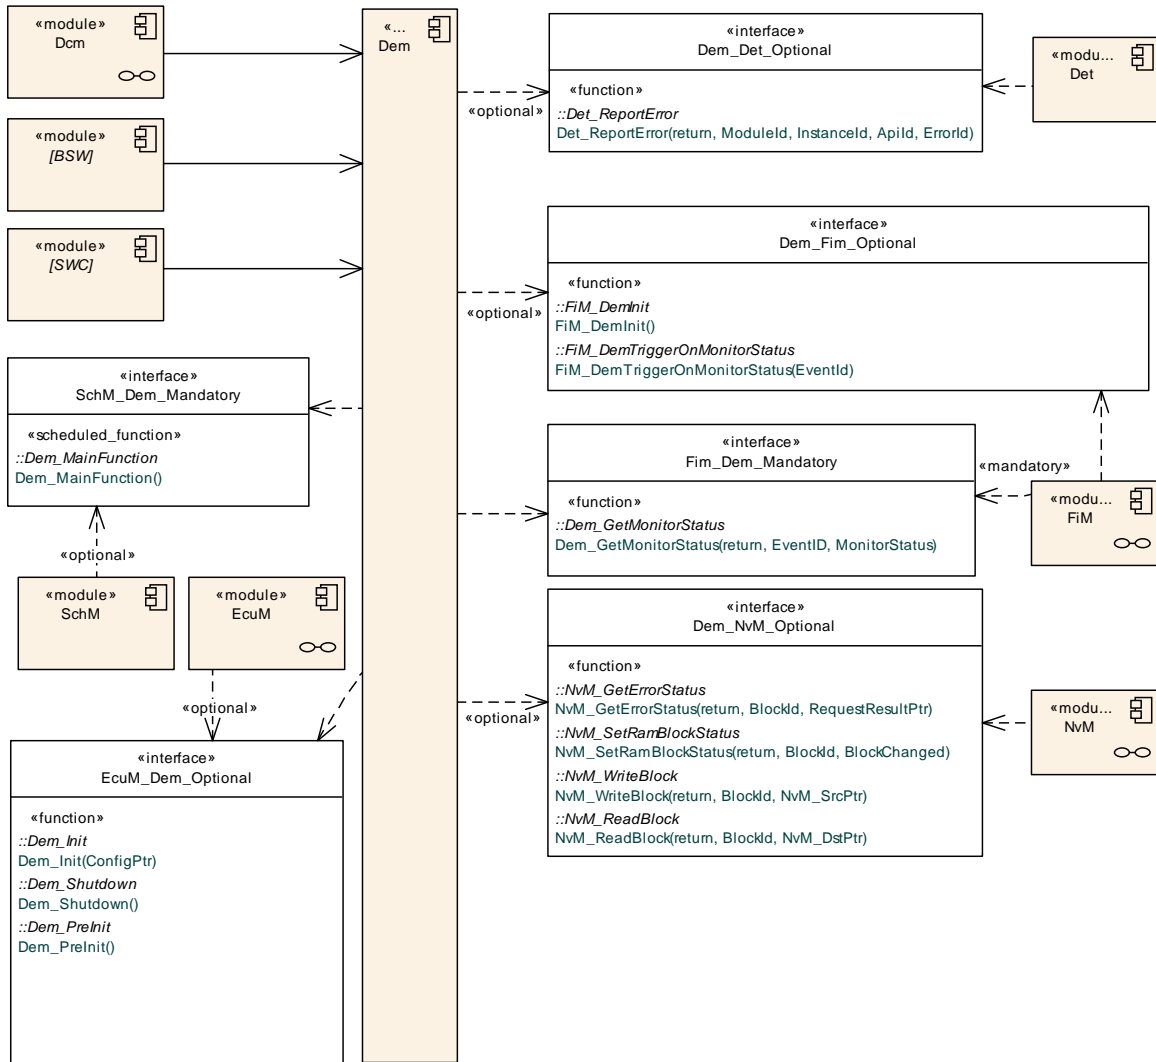 «module»
Dcm
«module»
[BSW]
«module»
[SWC]
«interface»
SchM_Dem_Mandatory
«scheduled_function»
::Dem_MainFunction
Dem_MainFunction()
«optional»
«module»
SchM
«module»
EcuM
«optional»
«interface»
EcuM_Dem_Optional
«function»
::Dem_Init
Dem_Init(ConfigPtr)
::Dem_Shutdown
Dem_Shutdown()
::Dem_PreInit
Dem_PreInit()
«...
Dem
«optional»
«interface»
Dem_Det_Optional
«function»
::Det_ReportError
Det_ReportError(return, ModuleId, InstanceId, ApiId, ErrorId)
«modu...
Det
«optional»
«interface»
Dem_Fim_Optional
«function»
::FiM_DemInit
FiM_DemInit()
::FiM_DemTriggerOnMonitorStatus
FiM_DemTriggerOnMonitorStatus(EventId)
«interface»
Fim_Dem_Mandatory
«function»
::Dem_GetMonitorStatus
Dem_GetMonitorStatus(return, EventID, MonitorStatus)
«mandatory»
«modu...
FiM
«optional»
«interface»
Dem_NvM_Optional
«function»
::NvM_GetErrorStatus
NvM_GetErrorStatus(return, BlockId, RequestResultPtr)
::NvM_SetRamBlockStatus
NvM_SetRamBlockStatus(return, BlockId, BlockChanged)
::NvM_WriteBlock
NvM_WriteBlock(return, BlockId, NvM_SrcPtr)
::NvM_ReadBlock
NvM_ReadBlock(return, BlockId, NvM_DstPtr)
«modu...
NvM